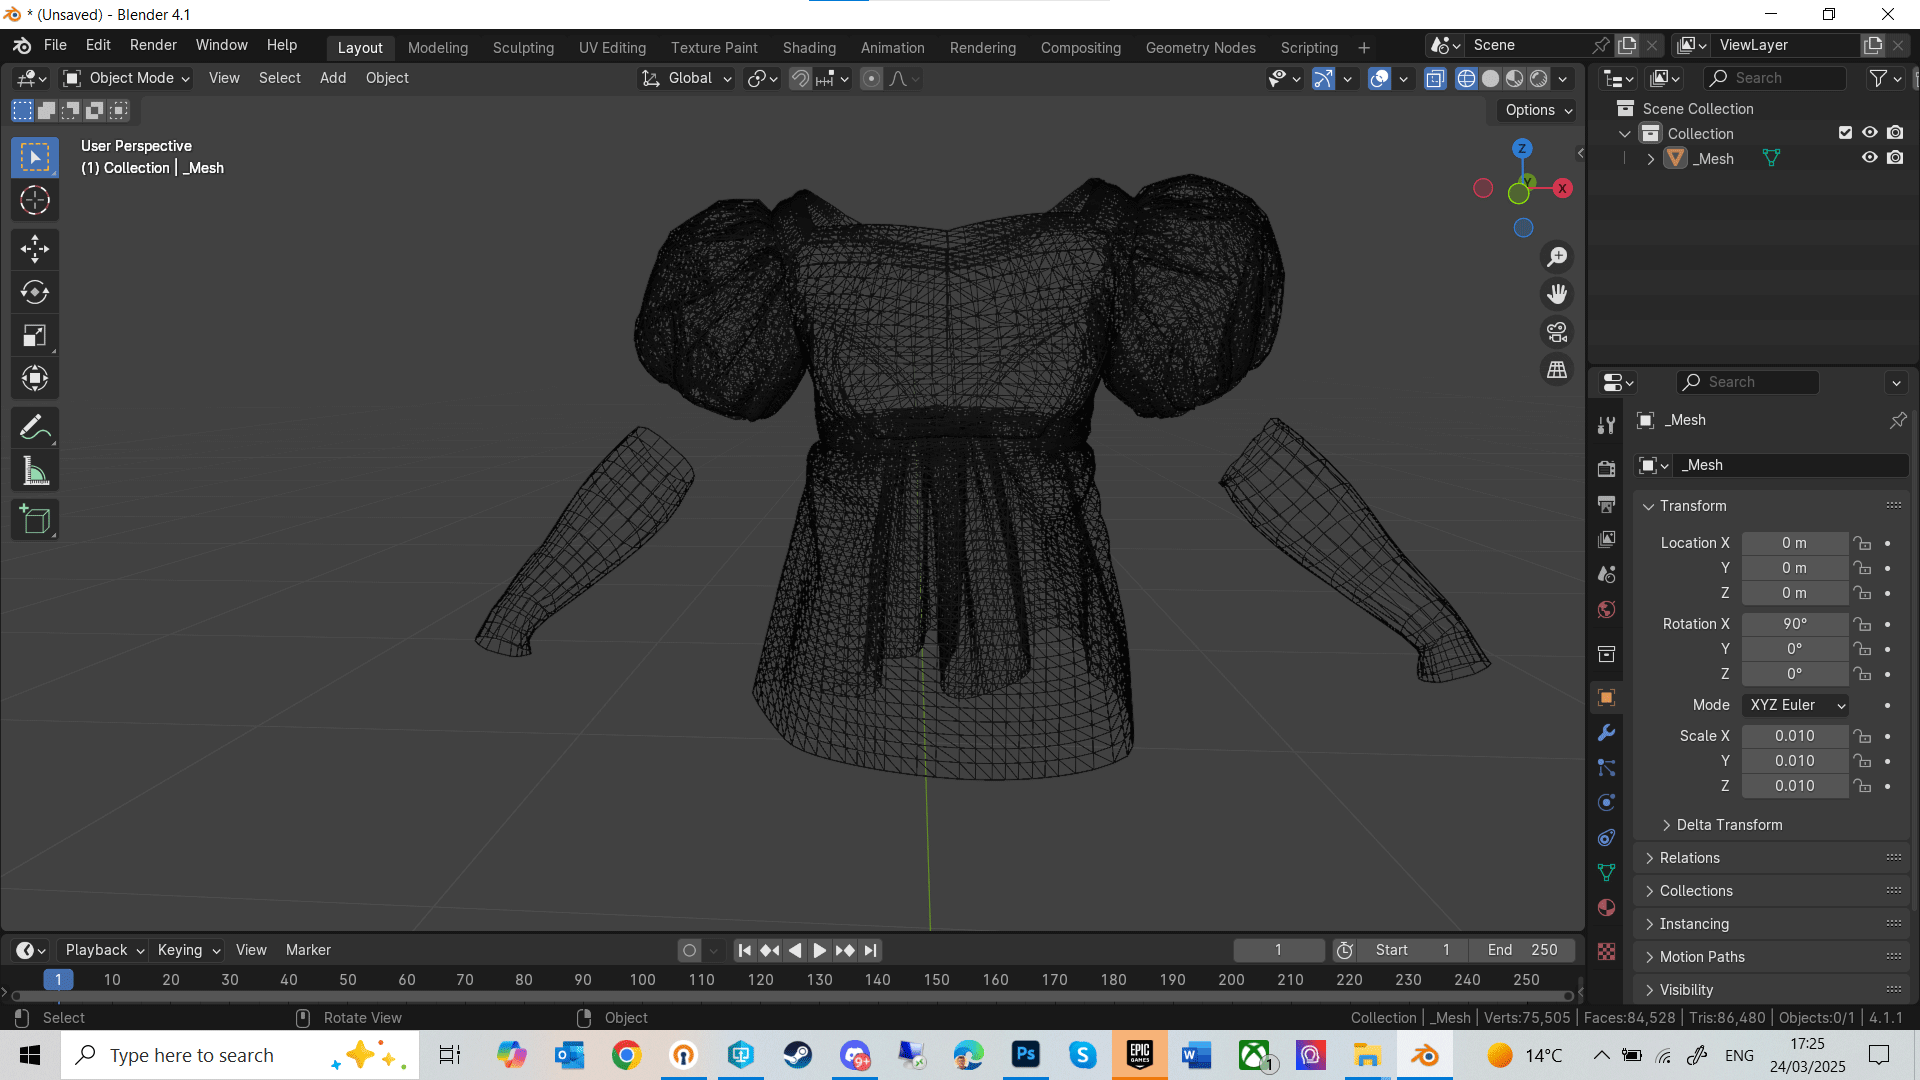 * (Unsaved) - Blender 4.1
File Edit Render Window Help Layout Modeling Sculpting UV Editing Texture Paint Shading Animation Rendering Compositing Geometry Nodes Scripting + Scene ViewLayer
Object Mode View Select Add Object Global Search
Options
User Perspective
(1) Collection | _Mesh
Z
Y
X
Scene Collection
Collection
_Mesh
Search
_Mesh
_Mesh
Transform
Location X 0 m
Y 0 m
Z 0 m
Rotation X 90°
Y 0°
Z 0°
Mode XYZ Euler
Scale X 0.010
Y 0.010
Z 0.010
Delta Transform
Relations
Collections
Instancing
Motion Paths
Visibility
Playback Keying View Marker 1 Start 1 End 250
1 10 20 30 40 50 60 70 80 90 100 110 120 130 140 150 160 170 180 190 200 210 220 230 240 250
Select Rotate View Object Collection | _Mesh | Verts:75,505 | Faces:84,528 | Tris:86,480 | Objects:0/1 | 4.1.1
Type here to search 9+ Ps S EPIC GAMES W 1 14°C ENG 17:25
24/03/2025